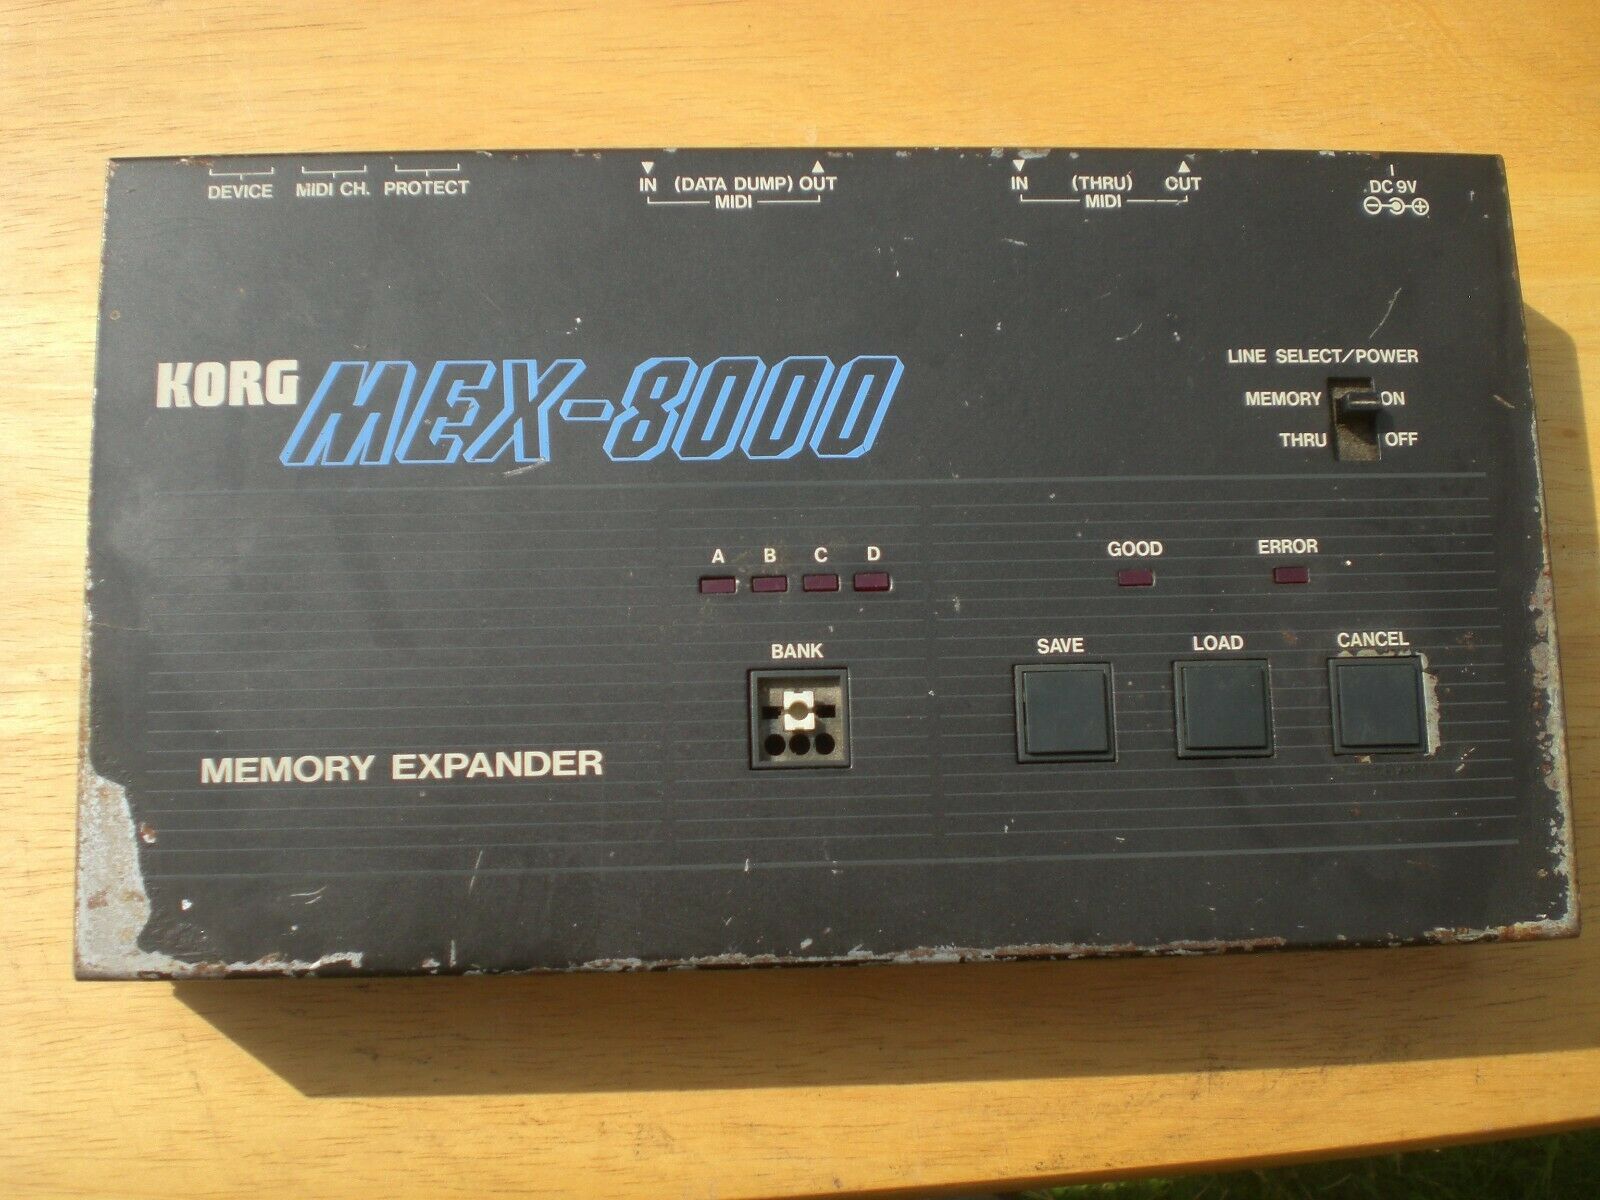 DEVICE MIDI CH. PROTECT
IN (DATA DUMP) OUT
MIDI
IN (THRU) OUT
MIDI
DC 9V
KORG MEX-8000
LINE SELECT/POWER
MEMORY ON
THRU OFF
A B C D
GOOD ERROR
BANK SAVE LOAD CANCEL
MEMORY EXPANDER